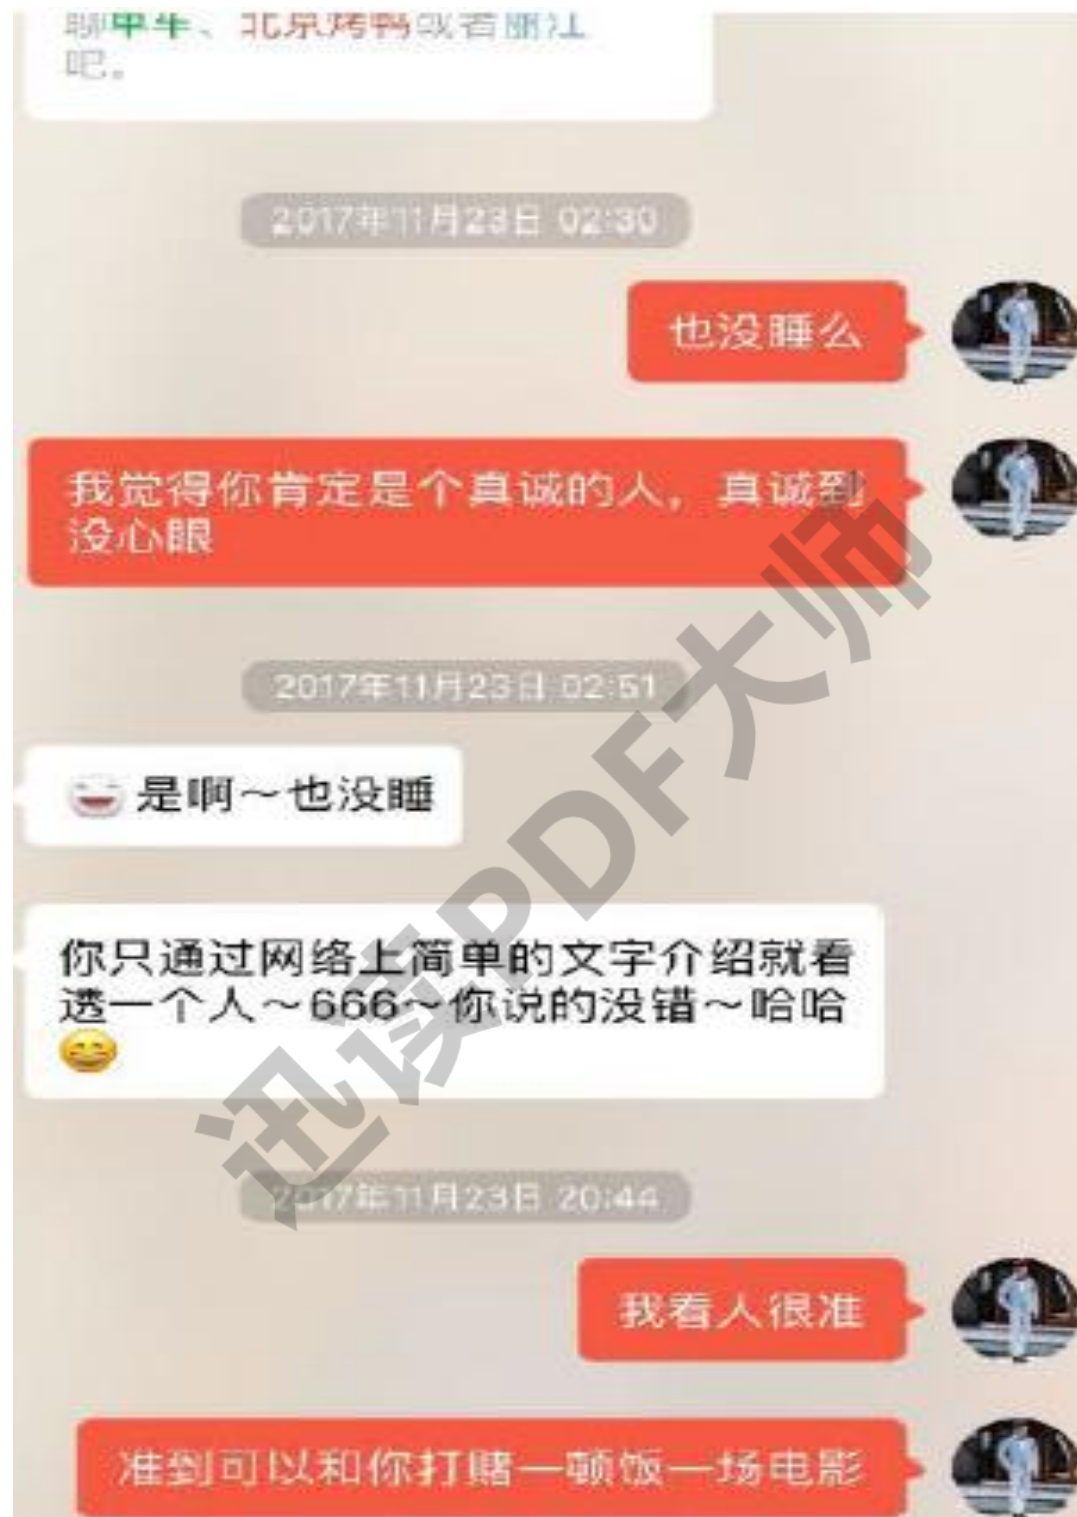 聊单车、北京烤鸭或者丽江
吧。
2017年11月23日 02:30
也没睡么
我觉得你肯定是个真诚的人，真诚到
没心眼
2017年11月23日 02:51
是啊～也没睡
你只通过网络上简单的文字介绍就看
透一个人～666～你说的没错～哈哈
2017年11月23日 20:44
我看人很准
准到可以和你打赌一顿饭一场电影
迅读PDF大师